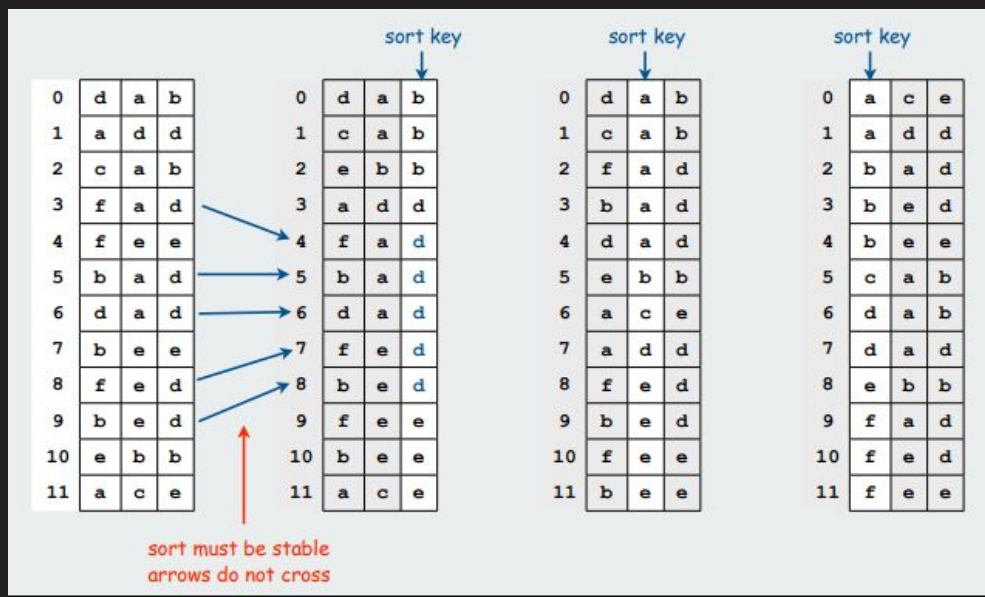 sort key sort key sort key
0 d a b 0 d a b 0 d a b 0 a c e
1 a d d 1 c a b 1 c a b 1 a d d
2 c a b 2 e b b 2 f a d 2 b a d
3 f a d 3 a d d 3 b a d 3 b e d
4 f e e 4 f a d 4 d a d 4 b e e
5 b a d 5 b a d 5 e b b 5 c a b
6 d a d 6 d a d 6 a c e 6 d a b
7 b e e 7 f e d 7 a d d 7 d a d
8 f e d 8 b e d 8 f e d 8 e b b
9 b e d 9 f e e 9 b e d 9 f a d
10 e b b 10 b e e 10 f e e 10 f e d
11 a c e 11 a c e 11 b e e 11 f e e
sort must be stable
arrows do not cross